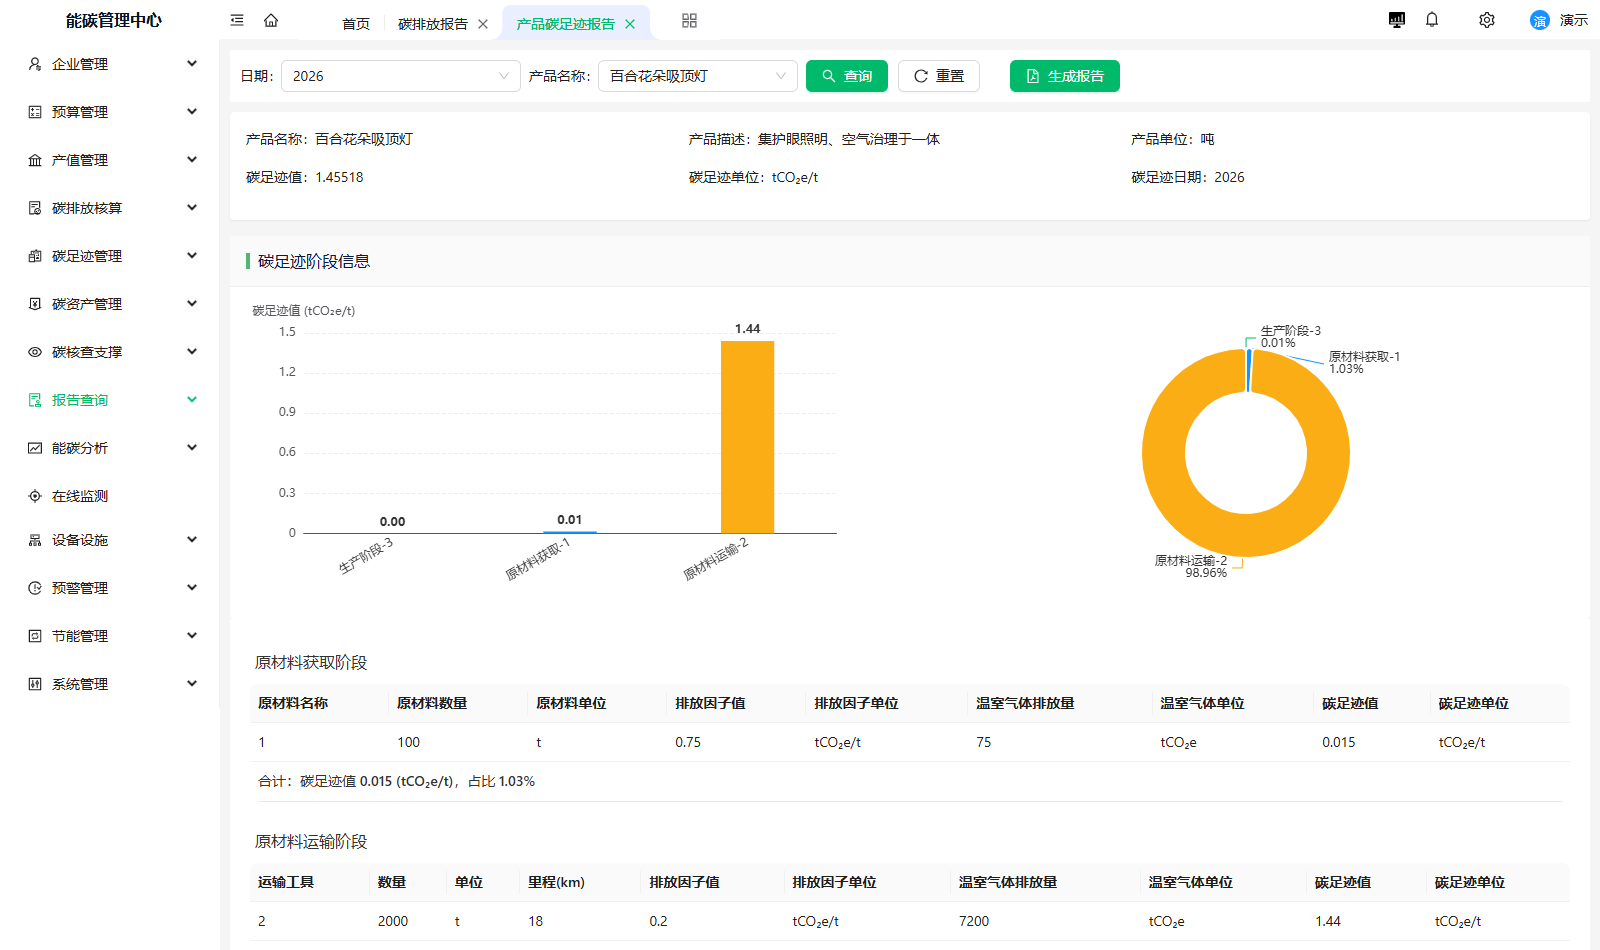 能碳管理中心
首页
碳排放报告
产品碳足迹报告
演
演示
企业管理
预算管理
产值管理
碳排放核算
碳足迹管理
碳资产管理
碳核查支撑
报告查询
能碳分析
在线监测
设备设施
预警管理
节能管理
系统管理
日期: 2026 产品名称: 百合花朵吸顶灯 查询 重置 生成报告
产品名称: 百合花朵吸顶灯 产品描述: 集护眼照明、空气治理于一体 产品单位: 吨
碳足迹值: 1.45518 碳足迹单位: tCO₂e/t 碳足迹日期: 2026
碳足迹阶段信息
碳足迹值 (tCO₂e/t)
1.5
1.2
0.9
0.6
0.3
0
0.00
0.01
1.44
生产阶段-3
原材料获取-1
原材料运输-2
生产阶段-3
0.01%
原材料获取-1
1.03%
原材料运输-2
98.96%
原材料获取阶段
原材料名称 原材料数量 原材料单位 排放因子值 排放因子单位 温室气体排放量 温室气体单位 碳足迹值 碳足迹单位
1 100 t 0.75 tCO₂e/t 75 tCO₂e 0.015 tCO₂e/t
合计: 碳足迹值 0.015 (tCO₂e/t)，占比 1.03%
原材料运输阶段
运输工具 数量 单位 里程(km) 排放因子值 排放因子单位 温室气体排放量 温室气体单位 碳足迹值 碳足迹单位
2 2000 t 18 0.2 tCO₂e/t 7200 tCO₂e 1.44 tCO₂e/t